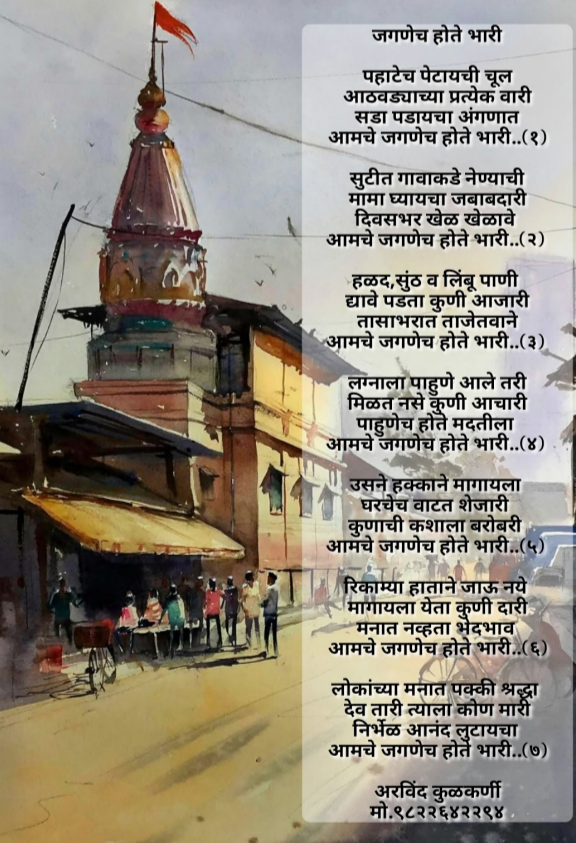 जगणेच होते भारी
पहाटेच पेटायची चूल
आठवड्याच्या प्रत्येक वारी
सडा पडायचा अंगणात
आमचे जगणेच होते भारी..(१)
सुटीत गावाकडे नेण्याची
मामा घ्यायचा जबाबदारी
दिवसभर खेळ खेळावे
आमचे जगणेच होते भारी..(२)
हळद,सुंठ व लिंबू पाणी
द्यावे पडता कुणी आजारी
तासाभरात ताजेतवाने
आमचे जगणेच होते भारी..(३)
लग्नाला पाहुणे आले तरी
मिळत नसे कुणी आचारी
पाहुणेच होते मदतीला
आमचे जगणेच होते भारी..(४)
उसने हक्काने मागायला
घरचेच वाटत शेजारी
कुणाची कशाला बरोबरी
आमचे जगणेच होते भारी..(५)
रिकाम्या हाताने जाऊ नये
मागायला येता कुणी दारी
मनात नव्हता भेदभाव
आमचे जगणेच होते भारी..(६)
लोकांच्या मनात पक्की श्रद्धा
देव तारी त्याला कोण मारी
निर्भेळ आनंद लुटायचा
आमचे जगणेच होते भारी..(७)
अरविंद कुळकर्णी
मो.९८२२६४२२९४